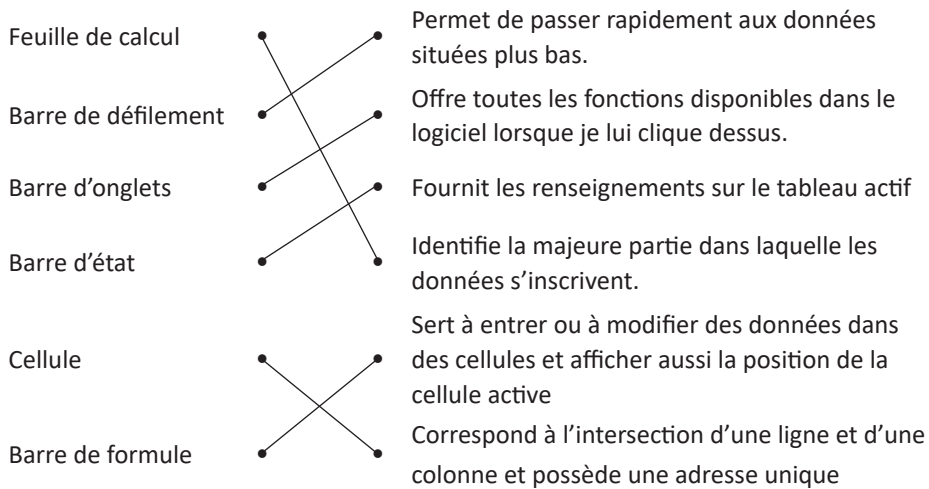 Feuille de calcul
Permet de passer rapidement aux données
situées plus bas.
Barre de défilement
Offre toutes les fonctions disponibles dans le
logiciel lorsque je lui clique dessus.
Barre d'onglets
Fournit les renseignements sur le tableau actif
Barre d'état
Identifie la majeure partie dans laquelle les
données s'inscrivent.
Cellule
Sert à entrer ou à modifier des données dans
des cellules et afficher aussi la position de la
cellule active
Barre de formule
Correspond à l'intersection d'une ligne et d'une
colonne et possède une adresse unique